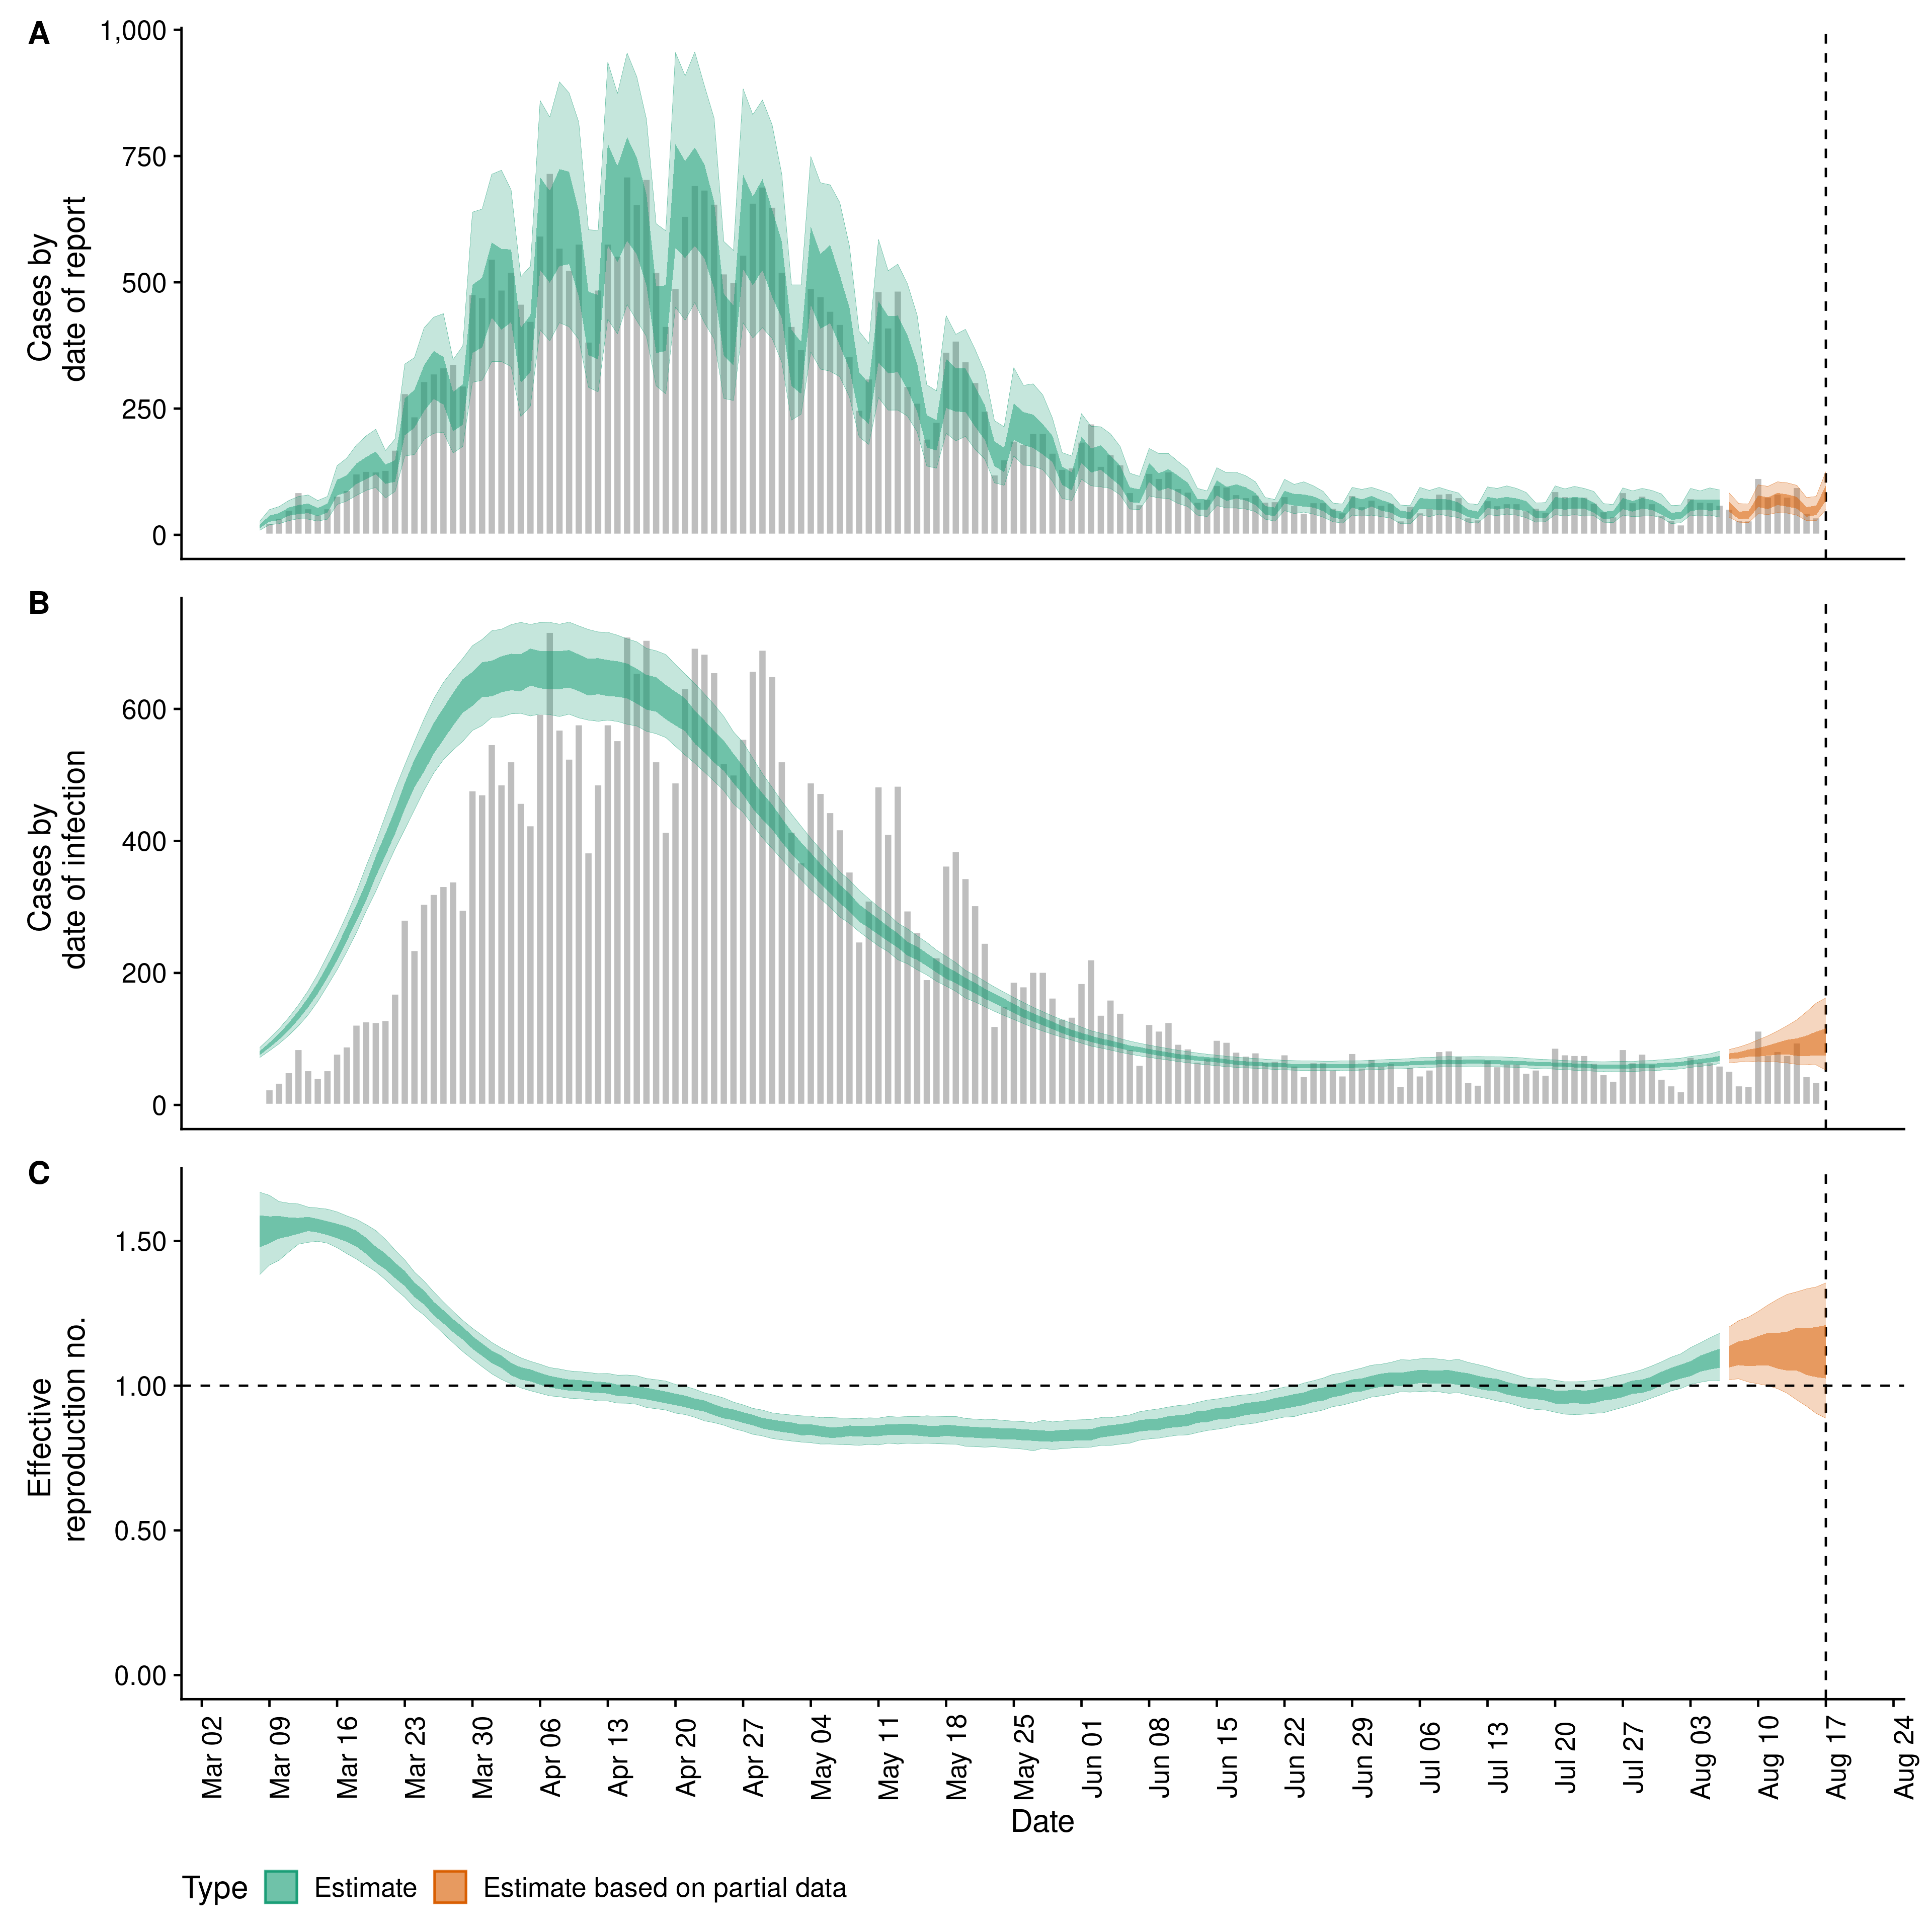 A
1,000
750
500
250
0
Cases by
date of report
B
600
400
200
0
Cases by
date of infection
C
1.50
1.00
0.50
0.00
Effective
reproduction no.
Mar 02
Mar 09
Mar 16
Mar 23
Mar 30
Apr 06
Apr 13
Apr 20
Apr 27
May 04
May 11
May 18
May 25
Jun 01
Jun 08
Jun 15
Jun 22
Jun 29
Jul 06
Jul 13
Jul 20
Jul 27
Aug 03
Aug 10
Aug 17
Aug 24
Date
Type Estimate Estimate based on partial data